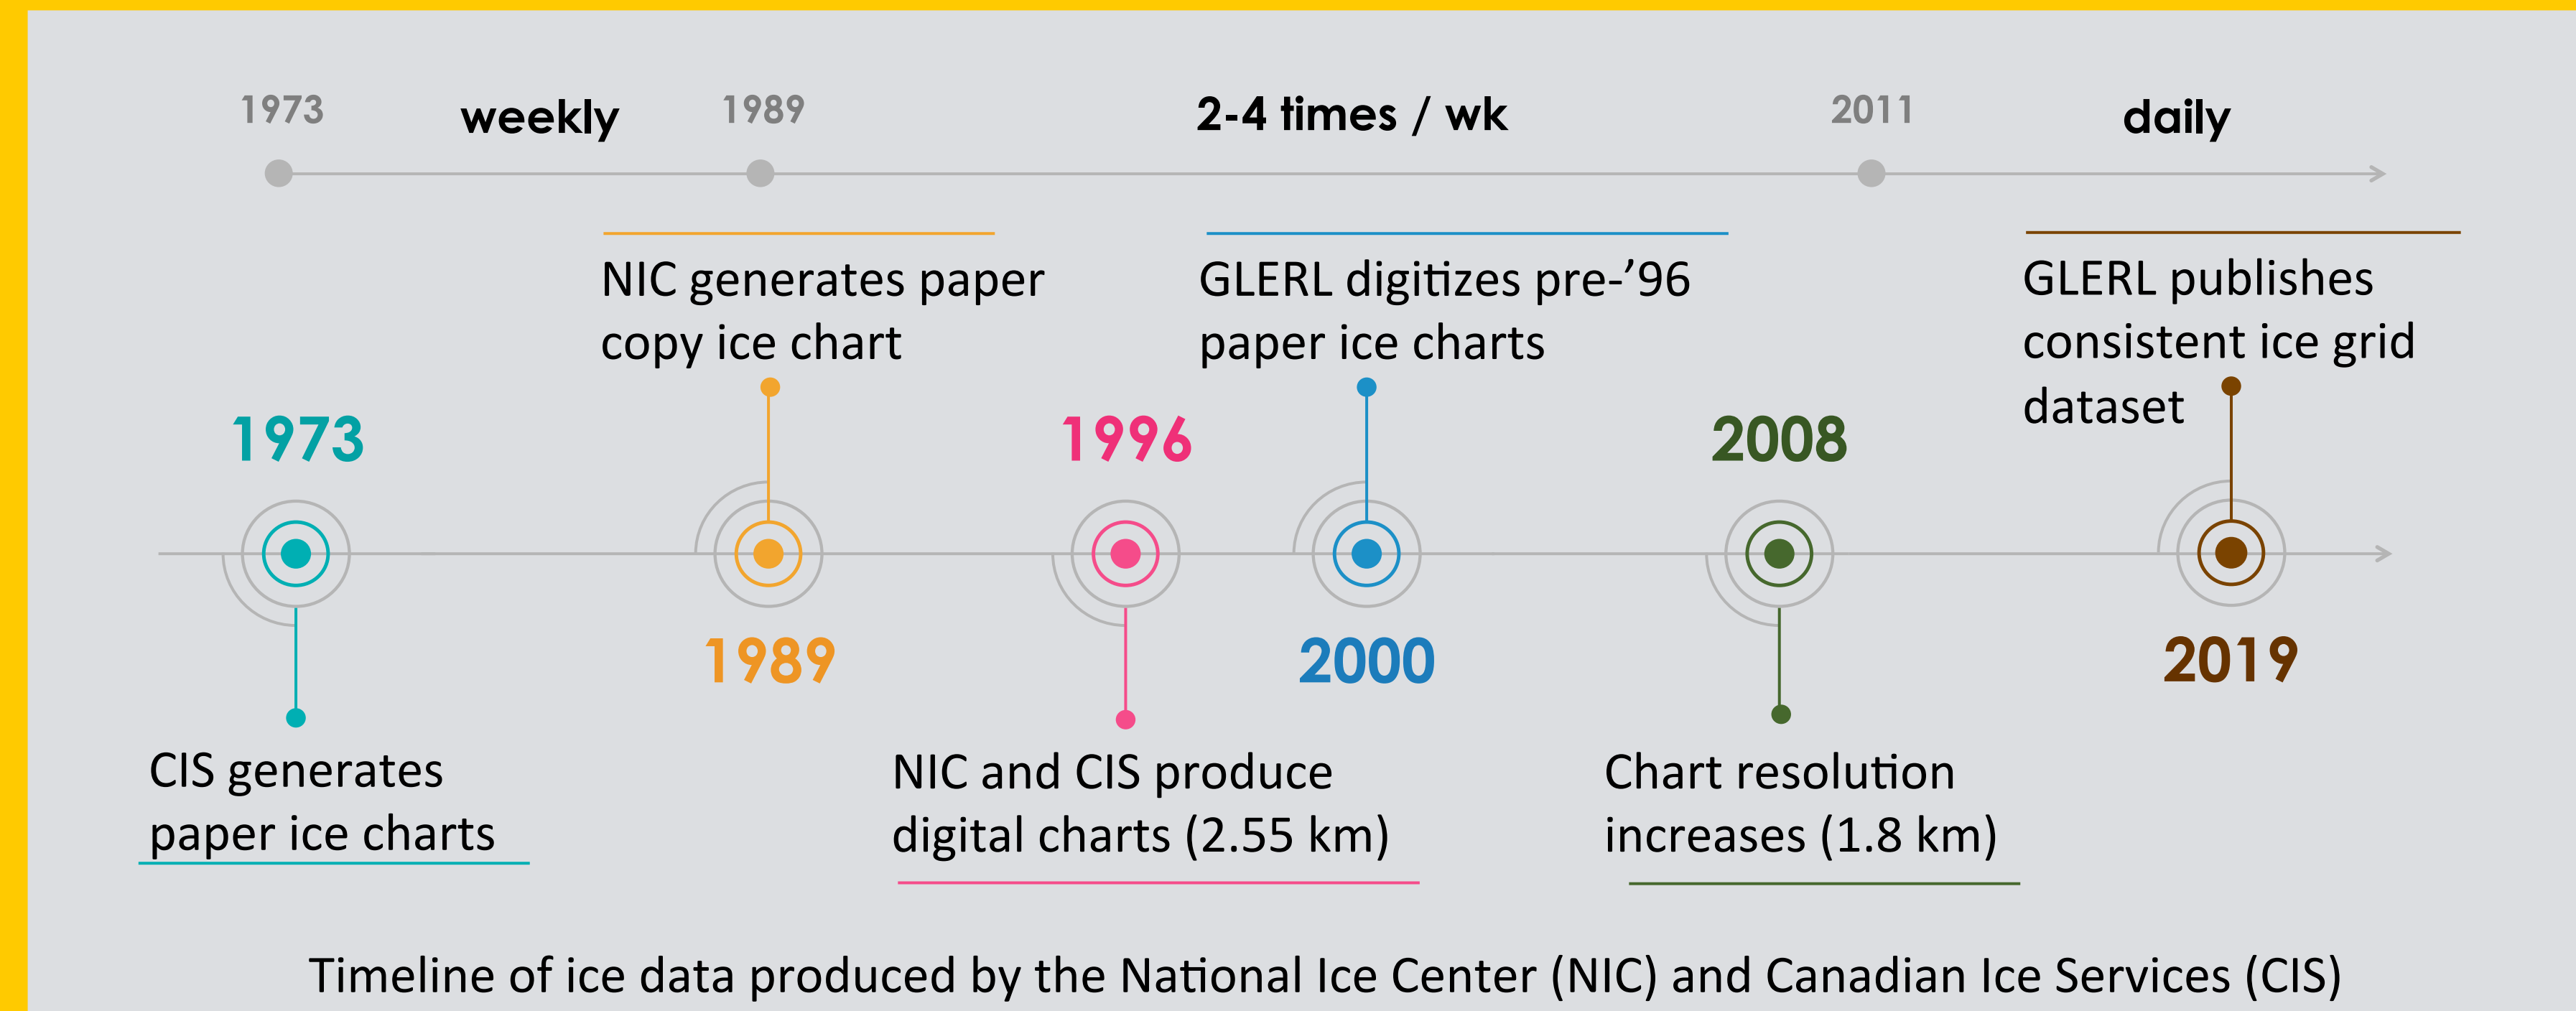 1973 weekly 1989 2-4 times / wk 2011 daily
NIC generates paper
copy ice chart
GLERL digitizes pre-’96
paper ice charts
GLERL publishes
consistent ice grid
dataset
1973
1996
2008
1989
2000
2019
CIS generates
paper ice charts
NIC and CIS produce
digital charts (2.55 km)
Chart resolution
increases (1.8 km)
Timeline of ice data produced by the National Ice Center (NIC) and Canadian Ice Services (CIS)